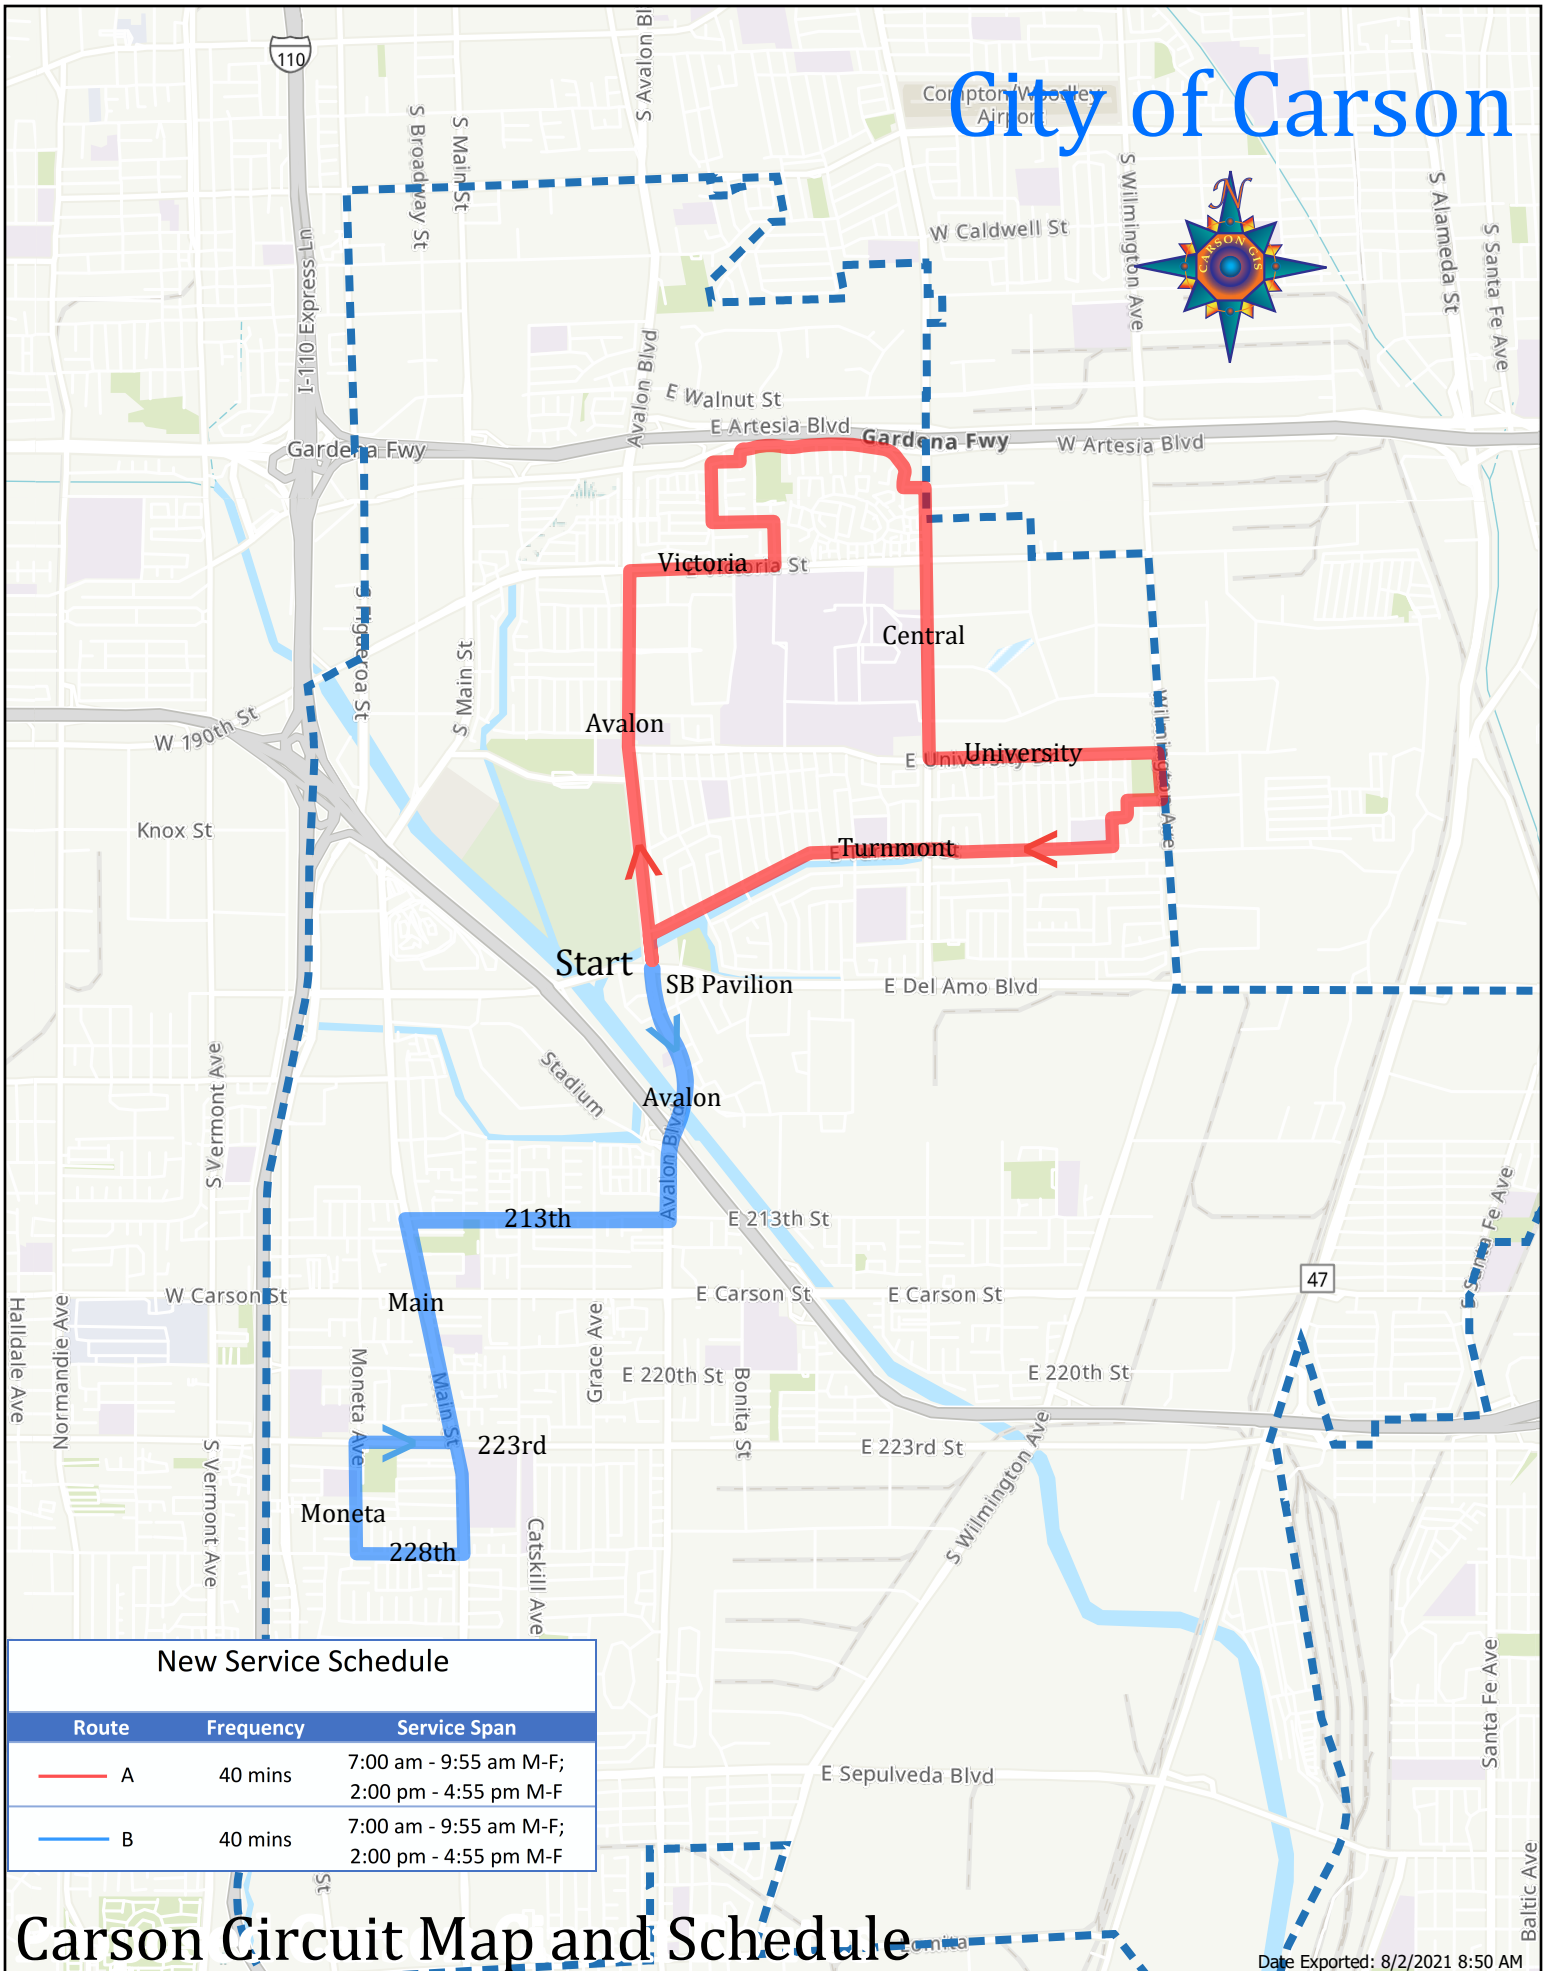 City of Carson
N
CARSON GIS
110
S Avalon Bl
Compton/Woodley
Airport
S Broadway St
S Main St
S Wilmington Ave
S Alameda St
S Santa Fe Ave
W Caldwell St
I-110 Express Ln
Avalon Blvd
E Walnut St
E Artesia Blvd
Gardena Fwy
Gardena Fwy
W Artesia Blvd
Victoria
S Figueroa St
Central
S Main St
Avalon
W 190th St
Wilmington Ave
University
Knox St
Turnmont
Start
SB Pavilion
E Del Amo Blvd
Stadium
S Vermont Ave
Avalon
Avalon Blvd
213th
E 213th St
S Santa Fe Ave
W Carson St
E Carson St
E Carson St
47
Main
Halldale Ave
Normandie Ave
Moneta Ave
Grace Ave
E 220th St
Bonita St
E 220th St
Main St
223rd
E 223rd St
S Vermont Ave
S Wilmington Ave
Moneta
228th
Catskill Ave
New Service Schedule
Route Frequency Service Span
A 40 mins 7:00 am - 9:55 am M-F;
2:00 pm - 4:55 pm M-F
B 40 mins 7:00 am - 9:55 am M-F;
2:00 pm - 4:55 pm M-F
Santa Fe Ave
E Sepulveda Blvd
St
Baltic Ave
Carson Circuit Map and Schedule
Lomita
Date Exported: 8/2/2021 8:50 AM